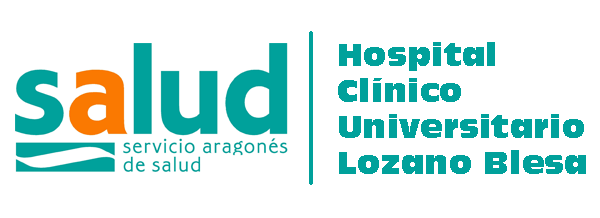 salud
servicio aragonés
de salud
Hospital
Clínico
Universitario
Lozano Blesa